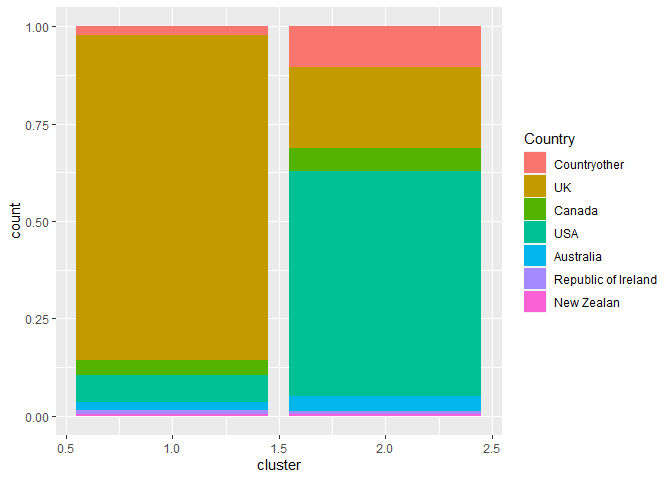 1.00
0.75
0.50
0.25
0.00
count
0.5
1.0
1.5
2.0
2.5
cluster
Country
Countryother
UK
Canada
USA
Australia
Republic of Ireland
New Zealan